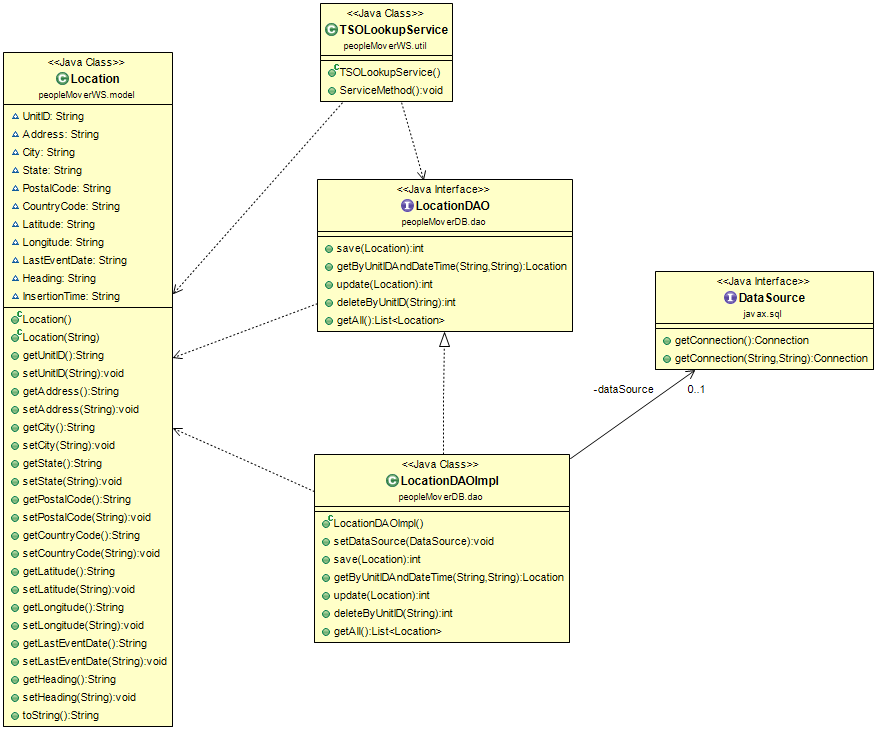 <<Java Class>>
TSOLookupService
peopleMoverWS.util
TSOLookupService()
ServiceMethod():void
<<Java Class>>
Location
peopleMoverWS.model
UnitID: String
Address: String
City: String
State: String
PostalCode: String
CountryCode: String
Latitude: String
Longitude: String
LastEventDate: String
Heading: String
InsertionTime: String
Location()
Location(String)
getUnitID():String
setUnitID(String):void
getAddress():String
setAddress(String):void
getCity():String
setCity(String):void
getState():String
setState(String):void
getPostalCode():String
setPostalCode(String):void
getCountryCode():String
setCountryCode(String):void
getLatitude():String
setLatitude(String):void
getLongitude():String
setLongitude(String):void
getLastEventDate():String
setLastEventDate(String):void
getHeading():String
setHeading(String):void
toString():String
<<Java Interface>>
LocationDAO
peopleMoverDB.dao
save(Location):int
getByUnitIDAndDateTime(String,String):Location
update(Location):int
deleteByUnitID(String):int
getAll():List<Location>
<<Java Interface>>
DataSource
javax.sql
getConnection():Connection
getConnection(String,String):Connection
-dataSource
0..1
<<Java Class>>
LocationDAOImpl
peopleMoverDB.dao
LocationDAOImpl()
setDataSource(DataSource):void
save(Location):int
getByUnitIDAndDateTime(String,String):Location
update(Location):int
deleteByUnitID(String):int
getAll():List<Location>